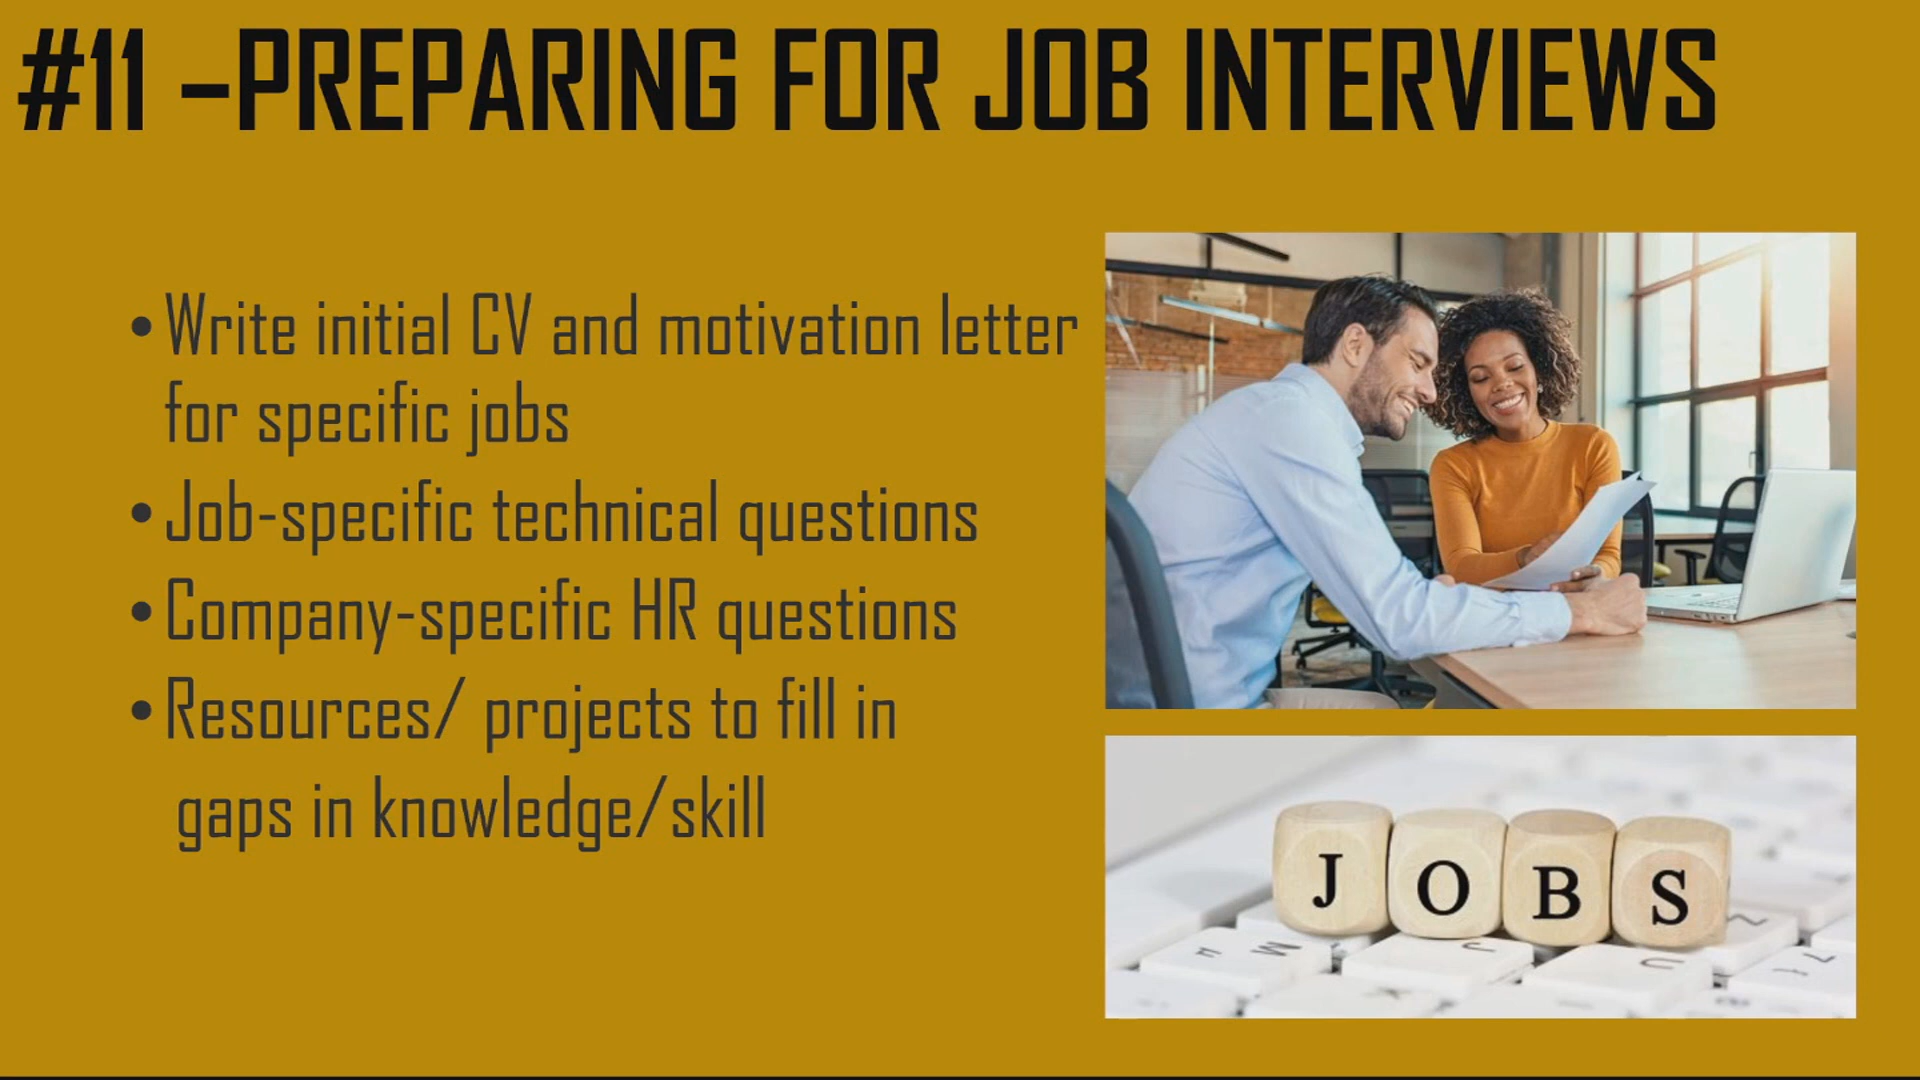 #11 –PREPARING FOR JOB INTERVIEWS
•Write initial CV and motivation letter
for specific jobs
•Job-specific technical questions
•Company-specific HR questions
•Resources/ projects to fill in
gaps in knowledge/skill
J O B S
M J U